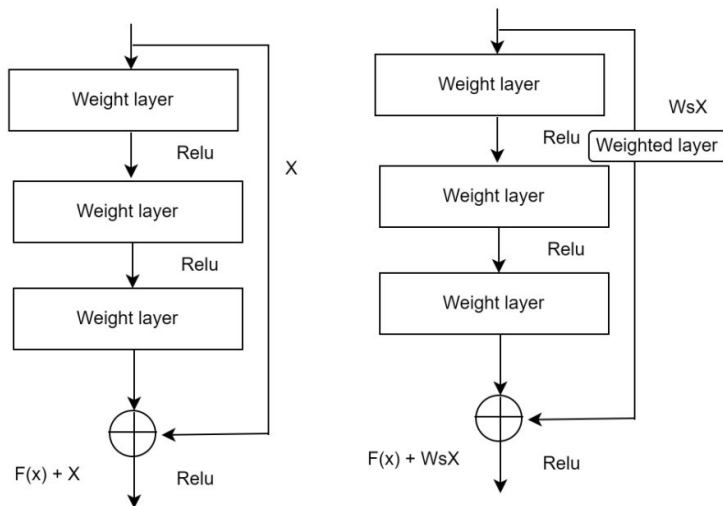 Weight layer
Relu
X
Weight layer
Relu
Weight layer
F(x) + X
Relu
Weight layer
WsX
Relu
Weighted layer
Weight layer
Relu
Weight layer
F(x) + WsX
Relu